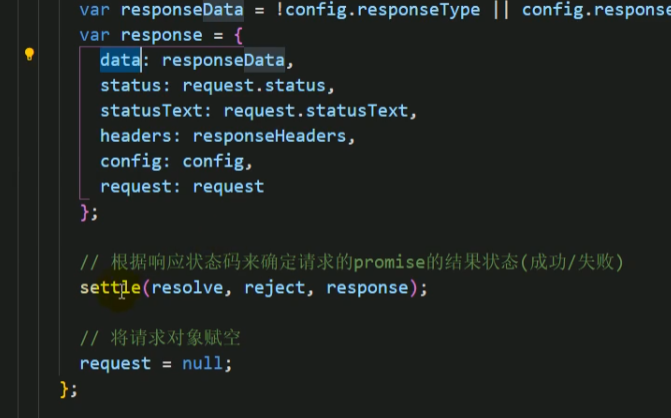 var responseData = !config.responseType || config.response
var response = {
data: responseData,
status: request.status,
statusText: request.statusText,
headers: responseHeaders,
config: config,
request: request
};
// 根据响应状态码来确定请求的promise的结果状态(成功/失败)
settle(resolve, reject, response);
// 将请求对象赋空
request = null;
};